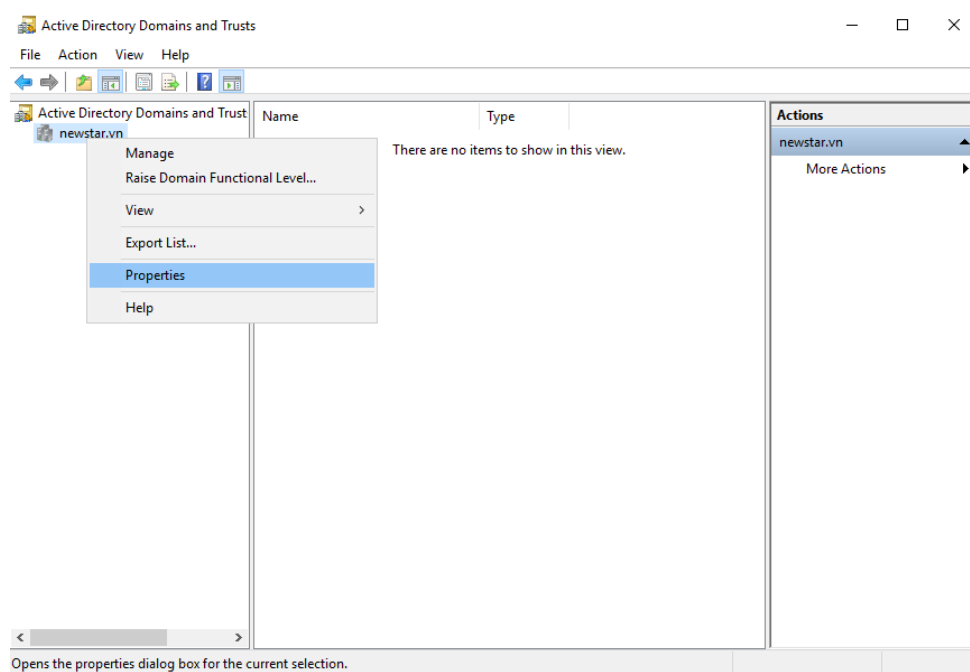 Active Directory Domains and Trusts
File Action View Help
Active Directory Domains and Trust
newstar.vn
Name Type
There are no items to show in this view.
Manage
Raise Domain Functional Level...
View
Export List...
Properties
Help
Actions
newstar.vn
More Actions
Opens the properties dialog box for the current selection.